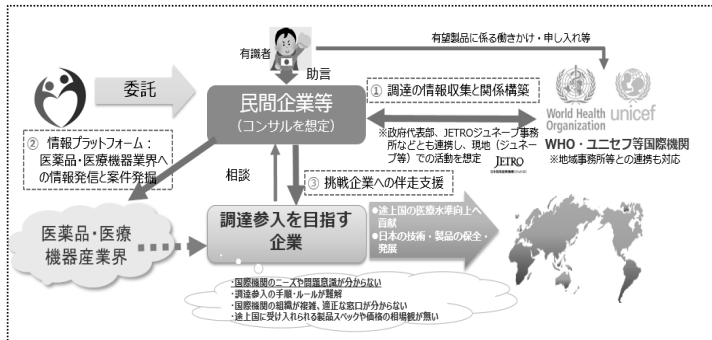 有望製品に係る働きかけ・申し入れ等
有識者
助言
委託
① 調達の情報収集と関係構築
民間企業等
（コンサルを想定）
World Health
Organization
unicef
※政府代表部、JETROジュネーブ事務
所などとも連携し、現地（ジュネー
ブ等）での活動を想定
JETRO
WHO・ユニセフ等国際機関
※地域事務所等との連携も対応
② 情報プラットフォーム：
医薬品・医療機器業界へ
の情報発信と案件発掘
相談
③ 挑戦企業への伴走支援
医薬品・医療
機器産業界
調達参入を目指す
企業
●途上国の医療水準向上へ
貢献
●日本の技術・製品の保全・
発展
・国際機関のニーズや問題意識が分からない
・調達参入の手順・ルールが難解
・国際機関の組織が複雑、適正な窓口が分からない
・途上国に受け入れられる製品スペックや価格の相場観が無い